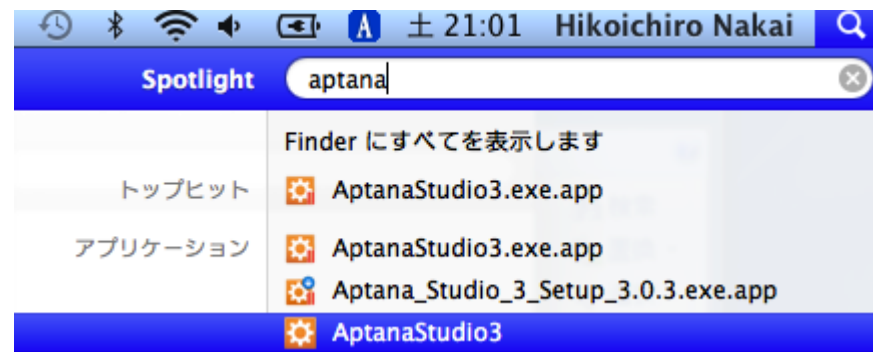 A 土 21:01 Hikoichiro Nakai
Spotlight aptana
Finder にすべてを表示します
トップヒット AptanaStudio3.exe.app
アプリケーション AptanaStudio3.exe.app
Aptana_Studio_3_Setup_3.0.3.exe.app
AptanaStudio3